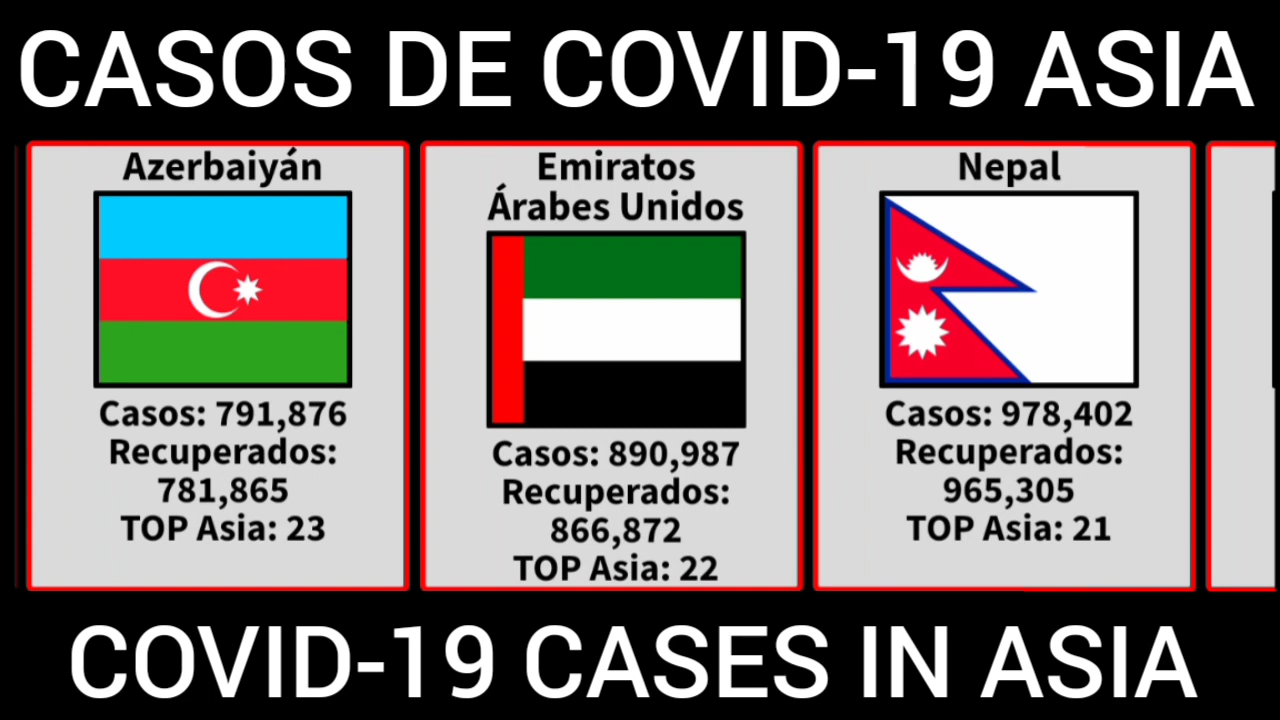 CASOS DE COVID-19 ASIA
Azerbaiyán
Casos: 791,876
Recuperados:
781,865
TOP Asia: 23
Emiratos
Árabes Unidos
Casos: 890,987
Recuperados:
866,872
TOP Asia: 22
Nepal
Casos: 978,402
Recuperados:
965,305
TOP Asia: 21
COVID-19 CASES IN ASIA